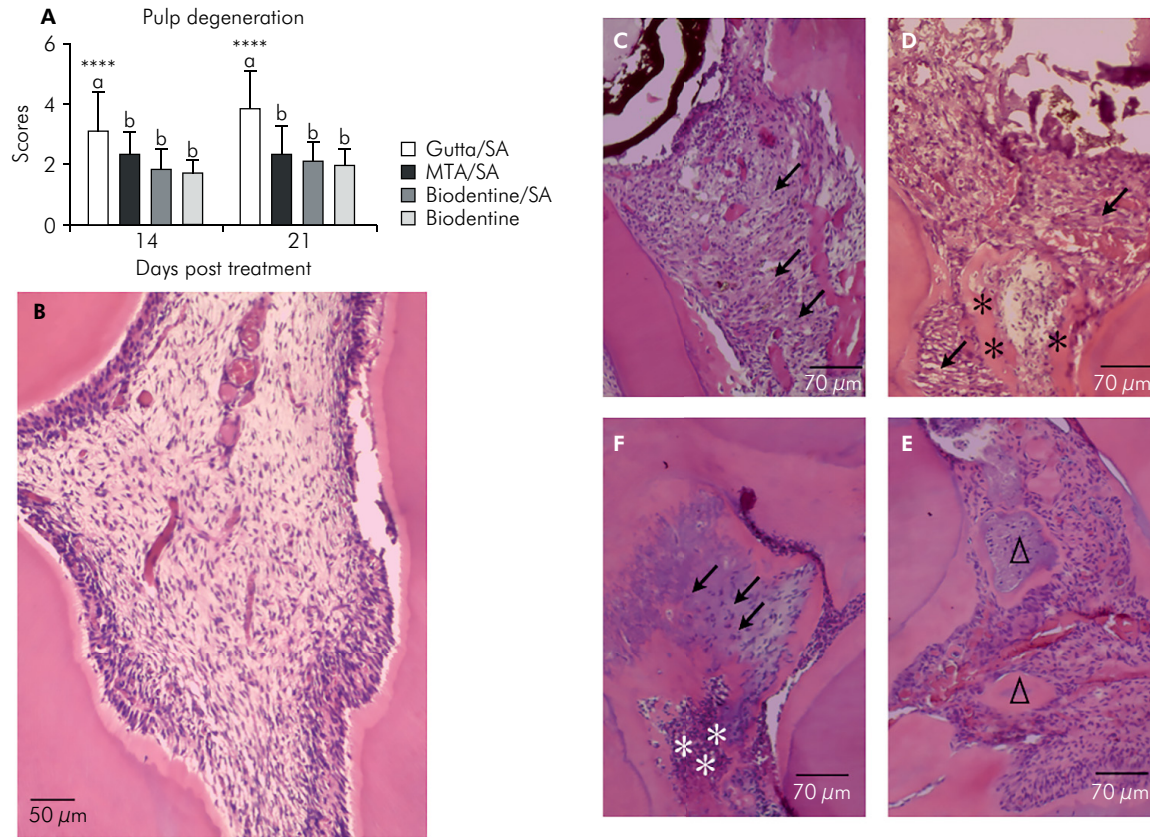 A
Pulp degeneration
6
4
2
0
Scores
****
a
b
b
b
****
a
b
b
b
14
21
Days post treatment
Gutta/SA
MTA/SA
Biodentine/SA
Biodentine
B
50 µm
C
70 µm
D
* * *
70 µm
F
* * *
70 µm
E
Δ
Δ
70 µm